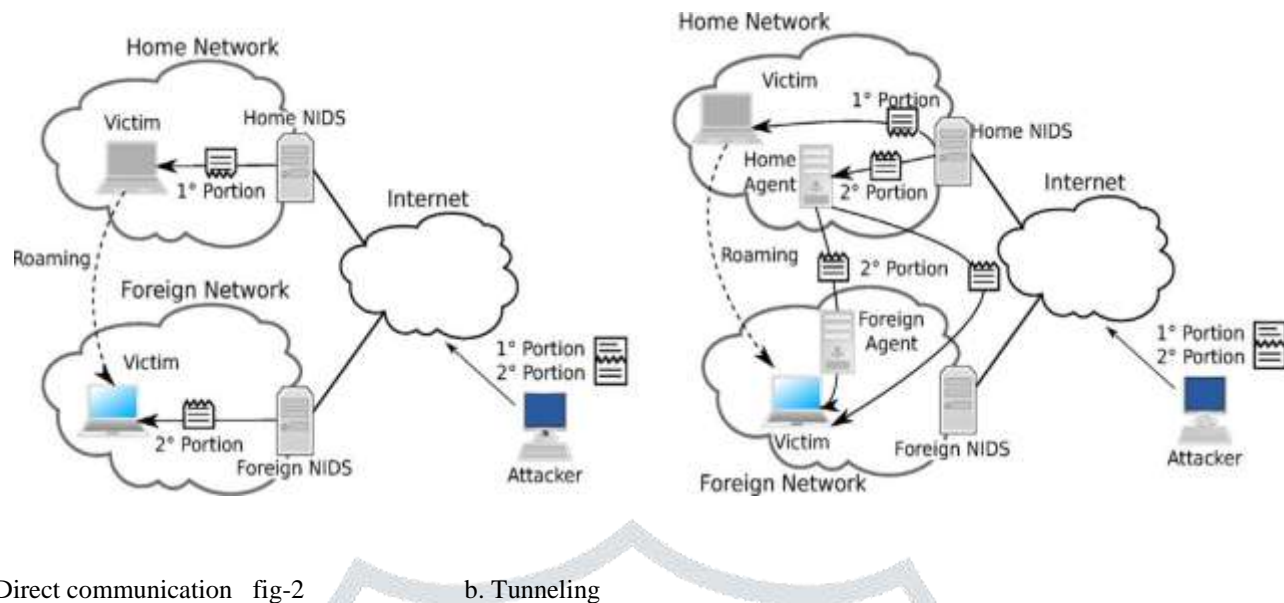 Home Network
Victim
Home NIDS
1° Portion
Internet
Roaming
Foreign Network
Victim
2° Portion
Foreign NIDS
1° Portion
2° Portion
Attacker
Home Network
Victim
1° Portion
Home NIDS
Home
Agent
2° Portion
Internet
Roaming
2° Portion
Foreign
Agent
1° Portion
2° Portion
Victim
Foreign NIDS
Attacker
Foreign Network
Direct communication fig-2
b. Tunneling